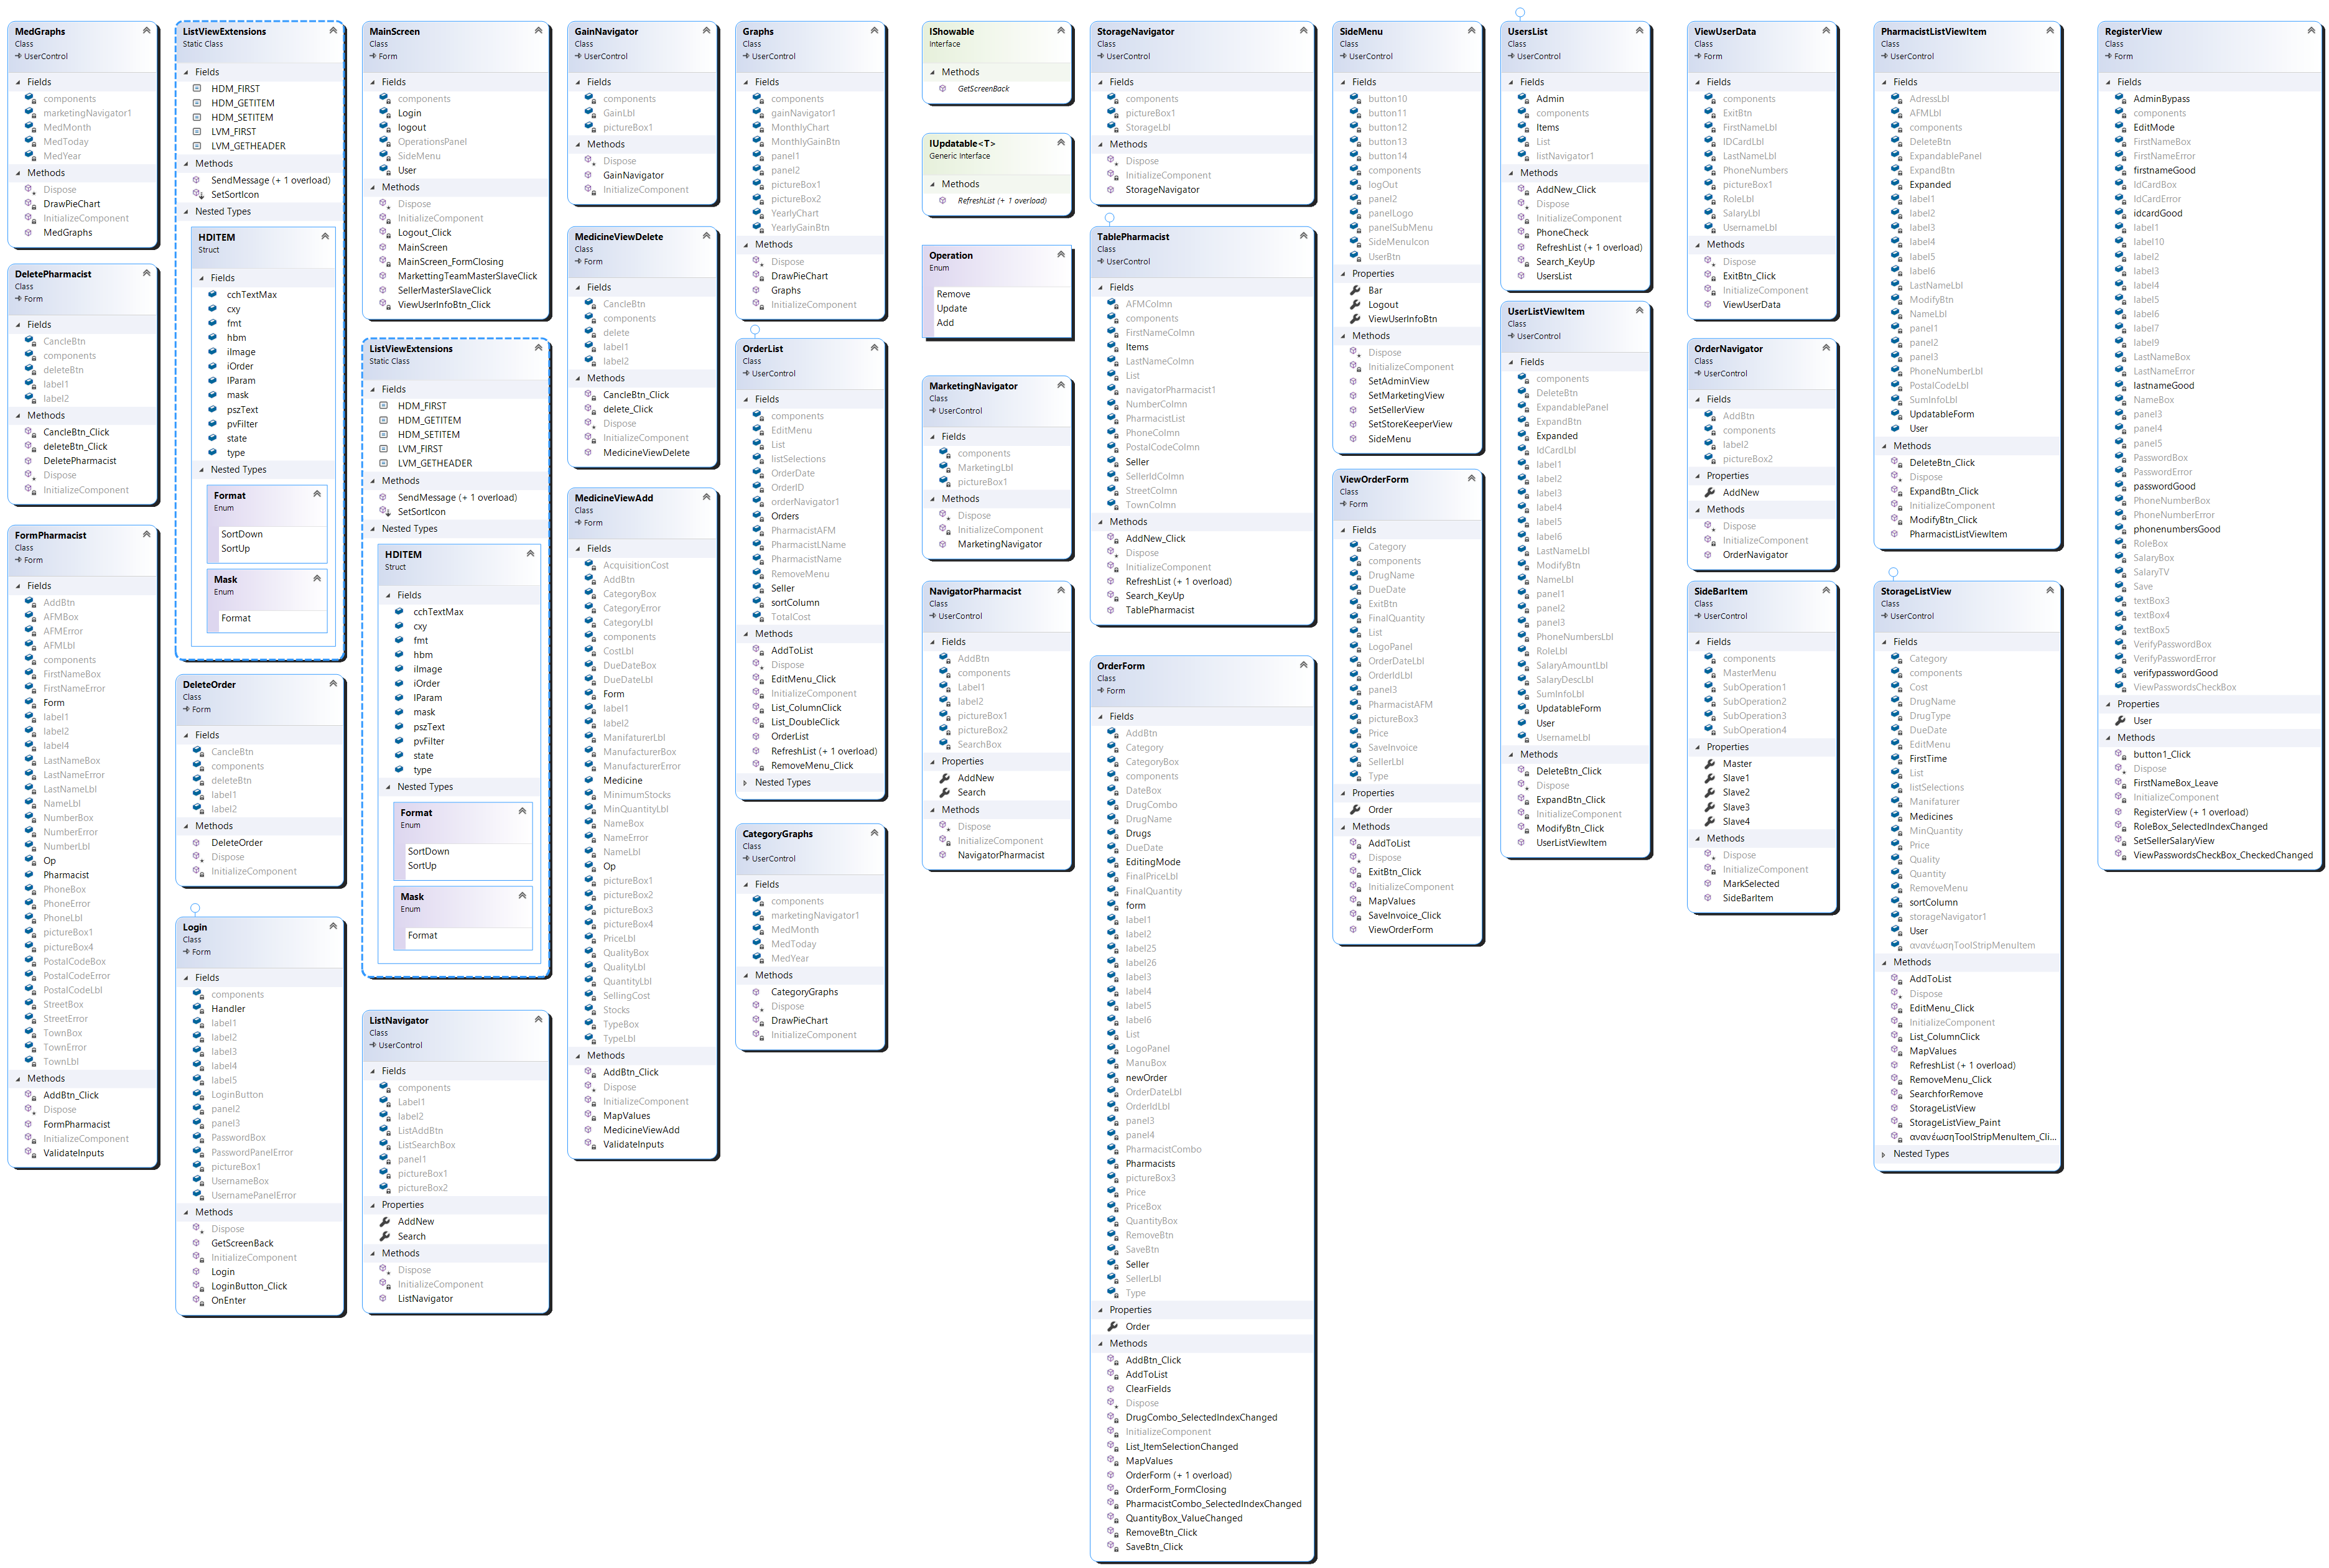 MedGraphs
Class
UserControl
Fields
components
marketingNavigator1
MedMonth
MedToday
MedYear
Methods
Dispose
DrawPieChart
InitializeComponent
MedGraphs
DeletePharmacist
Class
Form
Fields
CancleBtn
components
deleteBtn
label1
label2
Methods
CancleBtn_Click
deleteBtn_Click
DeletePharmacist
Dispose
InitializeComponent
FormPharmacist
Class
Form
Fields
AddBtn
AFMBox
AFMError
AFMLbl
components
FirstNameBox
FirstNameError
Form
label1
label2
label4
LastNameBox
LastNameError
LastNameLbl
NameLbl
NumberBox
NumberError
NumberLbl
Op
Pharmacist
PhoneBox
PhoneError
PhoneLbl
pictureBox1
pictureBox4
PostalCodeBox
PostalCodeError
PostalCodeLbl
StreetBox
StreetError
TownBox
TownError
TownLbl
Methods
AddBtn_Click
Dispose
FormPharmacist
InitializeComponent
ValidateInputs
ListViewExtensions
Static Class
Fields
HDM_FIRST
HDM_GETITEM
HDM_SETITEM
LVM_FIRST
LVM_GETHEADER
Methods
SendMessage (+ 1 overload)
SetSortIcon
Nested Types
HDITEM
Struct
Fields
cchTextMax
cxy
fmt
hbm
iImage
iOrder
lParam
mask
pszText
pvFilter
state
type
Nested Types
Format
Enum
SortDown
SortUp
Mask
Enum
Format
DeleteOrder
Class
Form
Fields
CancleBtn
components
deleteBtn
label1
label2
Methods
DeleteOrder
Dispose
InitializeComponent
Login
Class
Form
Fields
components
Handler
label1
label2
label3
label4
label5
LoginButton
panel2
panel3
PasswordBox
PasswordPanelError
pictureBox1
UsernameBox
UsernamePanelError
Methods
Dispose
GetScreenBack
InitializeComponent
Login
LoginButton_Click
OnEnter
MainScreen
Class
Form
Fields
components
Login
logout
OperationsPanel
SideMenu
User
Methods
Dispose
InitializeComponent
Logout_Click
MainScreen
MainScreen_FormClosing
MarkettingTeamMasterSlaveClick
SellerMasterSlaveClick
ViewUserInfoBtn_Click
ListViewExtensions
Static Class
Fields
HDM_FIRST
HDM_GETITEM
HDM_SETITEM
LVM_FIRST
LVM_GETHEADER
Methods
SendMessage (+ 1 overload)
SetSortIcon
Nested Types
HDITEM
Struct
Fields
cchTextMax
cxy
fmt
hbm
iImage
iOrder
lParam
mask
pszText
pvFilter
state
type
Nested Types
Format
Enum
SortDown
SortUp
Mask
Enum
Format
ListNavigator
Class
UserControl
Fields
components
Label1
label2
ListAddBtn
ListSearchBox
panel1
pictureBox1
pictureBox2
Properties
AddNew
Search
Methods
Dispose
InitializeComponent
ListNavigator
GainNavigator
Class
UserControl
Fields
components
GainLbl
pictureBox1
Methods
Dispose
GainNavigator
InitializeComponent
MedicineViewDelete
Class
Form
Fields
CancleBtn
components
delete
label1
label2
Methods
CancleBtn_Click
delete_Click
Dispose
InitializeComponent
MedicineViewDelete
MedicineViewAdd
Class
Form
Fields
AcquisitionCost
AddBtn
CategoryBox
CategoryError
CategoryLbl
components
CostLbl
DueDateBox
DueDateLbl
Form
label1
label2
ManifaturerLbl
ManufacturerBox
ManufacturerError
Medicine
MinimumStocks
MinQuantityLbl
NameBox
NameError
NameLbl
Op
pictureBox1
pictureBox2
pictureBox3
pictureBox4
PriceLbl
QualityBox
QualityLbl
QuantityLbl
SellingCost
Stocks
TypeBox
TypeLbl
Methods
AddBtn_Click
Dispose
InitializeComponent
MapValues
MedicineViewAdd
ValidateInputs
Graphs
Class
UserControl
Fields
components
gainNavigator1
MonthlyChart
MonthlyGainBtn
panel1
panel2
pictureBox1
pictureBox2
YearlyChart
YearlyGainBtn
Methods
Dispose
DrawPieChart
Graphs
InitializeComponent
OrderList
Class
UserControl
Fields
components
EditMenu
List
listSelections
OrderDate
OrderID
orderNavigator1
Orders
PharmacistAFM
PharmacistLName
PharmacistName
RemoveMenu
Seller
sortColumn
TotalCost
Methods
AddToList
Dispose
EditMenu_Click
InitializeComponent
List_ColumnClick
List_DoubleClick
OrderList
RefreshList (+ 1 overload)
RemoveMenu_Click
Nested Types
CategoryGraphs
Class
UserControl
Fields
components
marketingNavigator1
MedMonth
MedToday
MedYear
Methods
CategoryGraphs
Dispose
DrawPieChart
InitializeComponent
IShowable
Interface
Methods
GetScreenBack
IUpdatable<T>
Generic Interface
Methods
RefreshList (+ 1 overload)
Operation
Enum
Remove
Update
Add
MarketingNavigator
Class
UserControl
Fields
components
MarketingLbl
pictureBox1
Methods
Dispose
InitializeComponent
MarketingNavigator
NavigatorPharmacist
Class
UserControl
Fields
AddBtn
components
Label1
label2
pictureBox1
pictureBox2
SearchBox
Properties
AddNew
Search
Methods
Dispose
InitializeComponent
NavigatorPharmacist
StorageNavigator
Class
UserControl
Fields
components
pictureBox1
StorageLbl
Methods
Dispose
InitializeComponent
StorageNavigator
TablePharmacist
Class
UserControl
Fields
AFMColmn
components
FirstNameColmn
Items
LastNameColmn
List
navigatorPharmacist1
NumberColmn
PharmacistList
PhoneColmn
PostalCodeColmn
Seller
SellerIdColmn
StreetColmn
TownColmn
Methods
AddNew_Click
Dispose
InitializeComponent
RefreshList (+ 1 overload)
Search_KeyUp
TablePharmacist
OrderForm
Class
Form
Fields
AddBtn
Category
CategoryBox
components
DateBox
DrugCombo
DrugName
Drugs
DueDate
EditingMode
FinalPriceLbl
FinalQuantity
form
label1
label2
label25
label26
label3
label4
label5
label6
List
LogoPanel
ManuBox
newOrder
OrderDateLbl
OrderIdLbl
panel3
panel4
PharmacistCombo
Pharmacists
pictureBox3
Price
PriceBox
QuantityBox
RemoveBtn
SaveBtn
Seller
SellerLbl
Type
Properties
Order
Methods
AddBtn_Click
AddToList
ClearFields
Dispose
DrugCombo_SelectedIndexChanged
InitializeComponent
List_ItemSelectionChanged
MapValues
OrderForm (+ 1 overload)
OrderForm_FormClosing
PharmacistCombo_SelectedIndexChanged
QuantityBox_ValueChanged
RemoveBtn_Click
SaveBtn_Click
SideMenu
Class
UserControl
Fields
button10
button11
button12
button13
button14
components
logOut
panel2
panelLogo
panelSubMenu
SideMenuIcon
UserBtn
Properties
Bar
Logout
ViewUserInfoBtn
Methods
Dispose
InitializeComponent
SetAdminView
SetMarketingView
SetSellerView
SetStoreKeeperView
SideMenu
ViewOrderForm
Class
Form
Fields
Category
components
DrugName
DueDate
ExitBtn
FinalQuantity
List
LogoPanel
OrderDateLbl
OrderIdLbl
panel3
PharmacistAFM
pictureBox3
Price
SaveInvoice
SellerLbl
Type
Properties
Order
Methods
AddToList
Dispose
ExitBtn_Click
InitializeComponent
MapValues
SaveInvoice_Click
ViewOrderForm
UsersList
Class
UserControl
Fields
Admin
components
Items
List
listNavigator1
Methods
AddNew_Click
Dispose
InitializeComponent
PhoneCheck
RefreshList (+ 1 overload)
Search_KeyUp
UsersList
UserListViewItem
Class
UserControl
Fields
components
DeleteBtn
ExpandablePanel
ExpandBtn
Expanded
IdCardLbl
label1
label2
label3
label4
label5
label6
LastNameLbl
ModifyBtn
NameLbl
panel1
panel2
panel3
PhoneNumbersLbl
RoleLbl
SalaryAmountLbl
SalaryDescLbl
SumInfoLbl
UpdatableForm
User
UsernameLbl
Methods
DeleteBtn_Click
Dispose
ExpandBtn_Click
InitializeComponent
ModifyBtn_Click
UserListViewItem
ViewUserData
Class
Form
Fields
components
ExitBtn
FirstNameLbl
IDCardLbl
LastNameLbl
PhoneNumbers
pictureBox1
RoleLbl
SalaryLbl
UsernameLbl
Methods
Dispose
ExitBtn_Click
InitializeComponent
ViewUserData
OrderNavigator
Class
UserControl
Fields
AddBtn
components
label2
pictureBox2
Properties
AddNew
Methods
Dispose
InitializeComponent
OrderNavigator
SideBarItem
Class
UserControl
Fields
components
MasterMenu
SubOperation1
SubOperation2
SubOperation3
SubOperation4
Properties
Master
Slave1
Slave2
Slave3
Slave4
Methods
Dispose
InitializeComponent
MarkSelected
SideBarItem
PharmacistListViewItem
Class
UserControl
Fields
AdressLbl
AFMLbl
components
DeleteBtn
ExpandablePanel
ExpandBtn
Expanded
label1
label2
label3
label4
label5
label6
LastNameLbl
ModifyBtn
NameLbl
panel1
panel2
panel3
PhoneNumberLbl
PostalCodeLbl
SumInfoLbl
UpdatableForm
User
Methods
DeleteBtn_Click
Dispose
ExpandBtn_Click
InitializeComponent
ModifyBtn_Click
PharmacistListViewItem
StorageListView
Class
UserControl
Fields
Category
components
Cost
DrugName
DrugType
DueDate
EditMenu
FirstTime
List
listSelections
Manifaturer
Medicines
MinQuantity
Price
Quality
Quantity
RemoveMenu
sortColumn
storageNavigator1
User
ανανέωσηToolStripMenuItem
Methods
AddToList
Dispose
EditMenu_Click
InitializeComponent
List_ColumnClick
MapValues
RefreshList (+ 1 overload)
RemoveMenu_Click
SearchforRemove
StorageListView
StorageListView_Paint
ανανέωσηToolStripMenuItem_Cli...
Nested Types
RegisterView
Class
Form
Fields
AdminBypass
components
EditMode
FirstNameBox
FirstNameError
firstnameGood
IdCardBox
IdCardError
idcardGood
label1
label10
label2
label3
label4
label5
label6
label7
label9
LastNameBox
LastNameError
lastnameGood
NameBox
panel3
panel4
panel5
PasswordBox
PasswordError
passwordGood
PhoneNumberBox
PhoneNumberError
phonenumbersGood
RoleBox
SalaryBox
SalaryTV
Save
textBox3
textBox4
textBox5
VerifyPasswordBox
VerifyPasswordError
verifypasswordGood
ViewPasswordsCheckBox
Properties
User
Methods
button1_Click
Dispose
FirstNameBox_Leave
InitializeComponent
RegisterView (+ 1 overload)
RoleBox_SelectedIndexChanged
SetSellerSalaryView
ViewPasswordsCheckBox_CheckedChanged